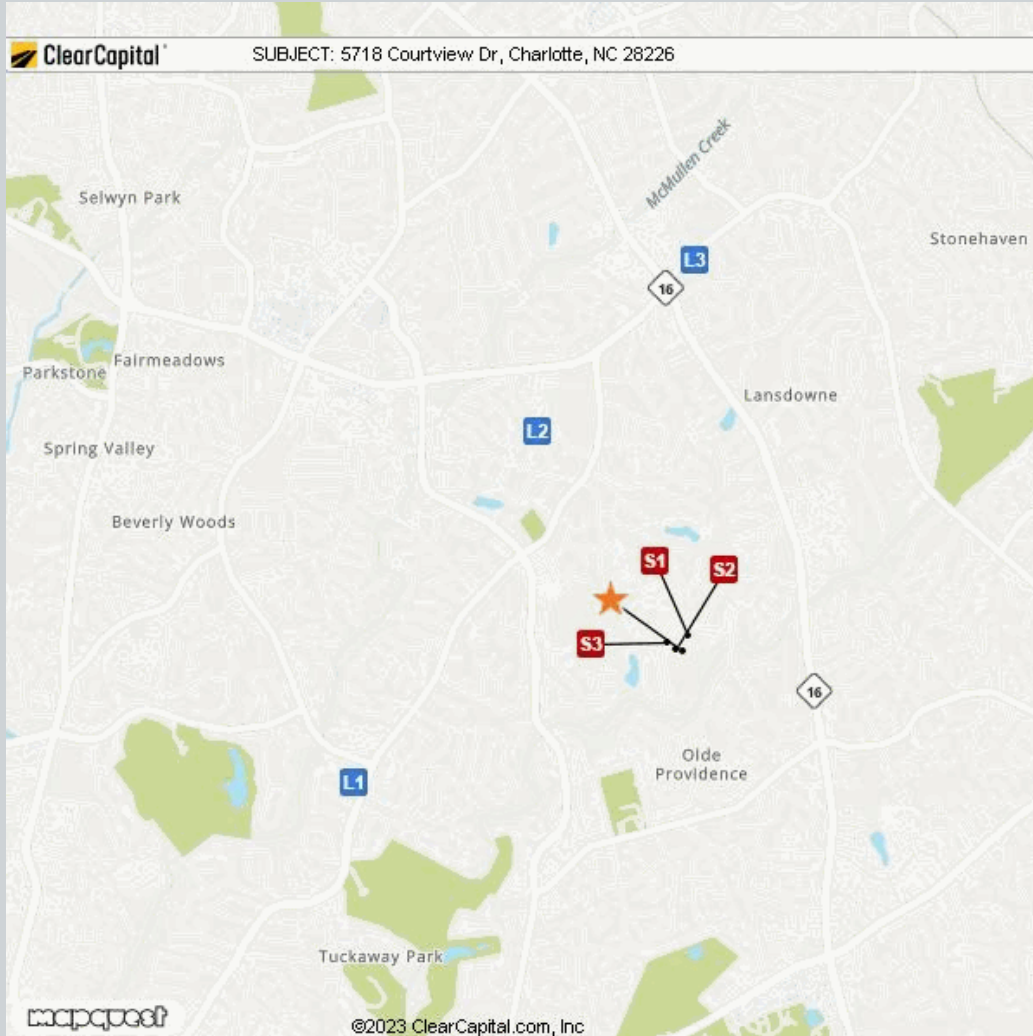 ClearCapital
SUBJECT: 5718 Courtview Dr, Charlotte, NC 28226
McMullen Creek
Selwyn Park
Stonehaven
L3
16
Fairmeadows
Parkstone
Lansdowne
L2
Spring Valley
Beverly Woods
S1
S2
S3
16
Olde
Providence
L1
Tuckaway Park
mapquest
©2023 ClearCapital.com, Inc